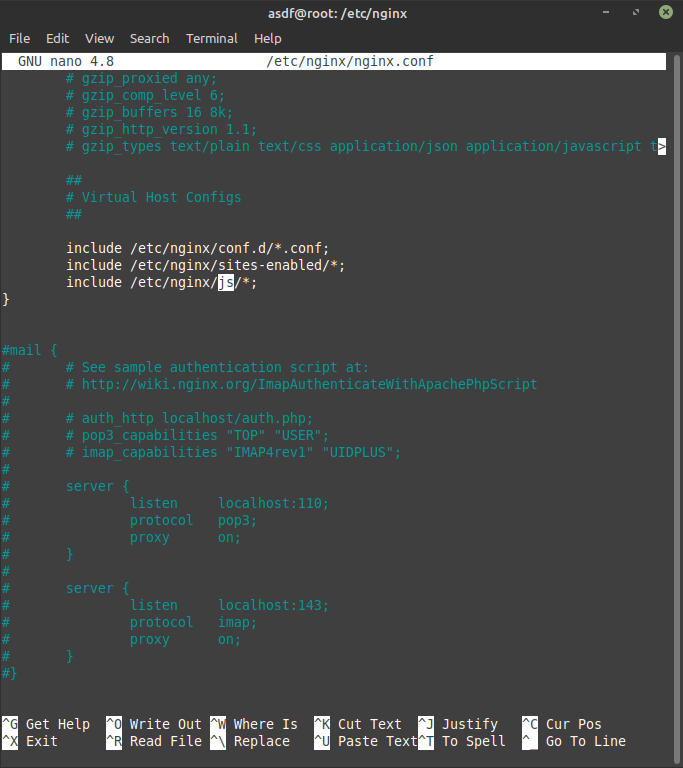 asdf@root: /etc/nginx
File Edit View Search Terminal Help
GNU nano 4.8 /etc/nginx/nginx.conf
# gzip_proxied any;
# gzip_comp_level 6;
# gzip_buffers 16 8k;
# gzip_http_version 1.1;
# gzip_types text/plain text/css application/json application/javascript t>
##
# Virtual Host Configs
##
include /etc/nginx/conf.d/*.conf;
include /etc/nginx/sites-enabled/*;
include /etc/nginx/js/*;
}
#mail {
# # See sample authentication script at:
# # http://wiki.nginx.org/ImapAuthenticateWithApachePhpScript
#
# # auth_http localhost/auth.php;
# # pop3_capabilities "TOP" "USER";
# # imap_capabilities "IMAP4rev1" "UIDPLUS";
#
# server {
# listen localhost:110;
# protocol pop3;
# proxy on;
# }
#
# server {
# listen localhost:143;
# protocol imap;
# proxy on;
# }
#}
^G Get Help ^O Write Out ^W Where Is ^K Cut Text ^J Justify ^C Cur Pos
^X Exit ^R Read File ^\ Replace ^U Paste Text ^T To Spell ^_ Go To Line